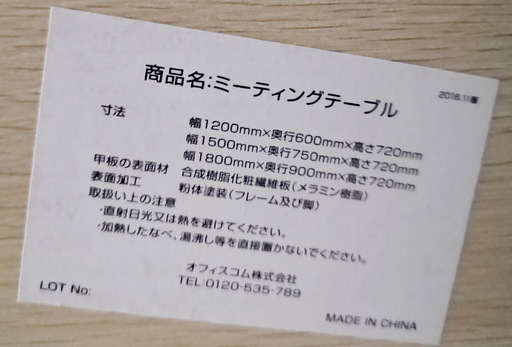 2016.11版
商品名:ミーティングテーブル
寸法
幅1200mm×奥行600mm×高さ720mm
幅1500mm×奥行750mm×高さ720mm
幅1800mm×奥行900mm×高さ720mm
甲板の表面材 合成樹脂化粧繊維板(メラミン樹脂)
表面加工 粉体塗装(フレーム及び脚)
取扱い上の注意
・直射日光又は熱を避けてください。
・加熱したなべ、湯沸し等を直接置かないでください。
オフィスコム株式会社
TEL:0120-535-789
LOT No:
MADE IN CHINA